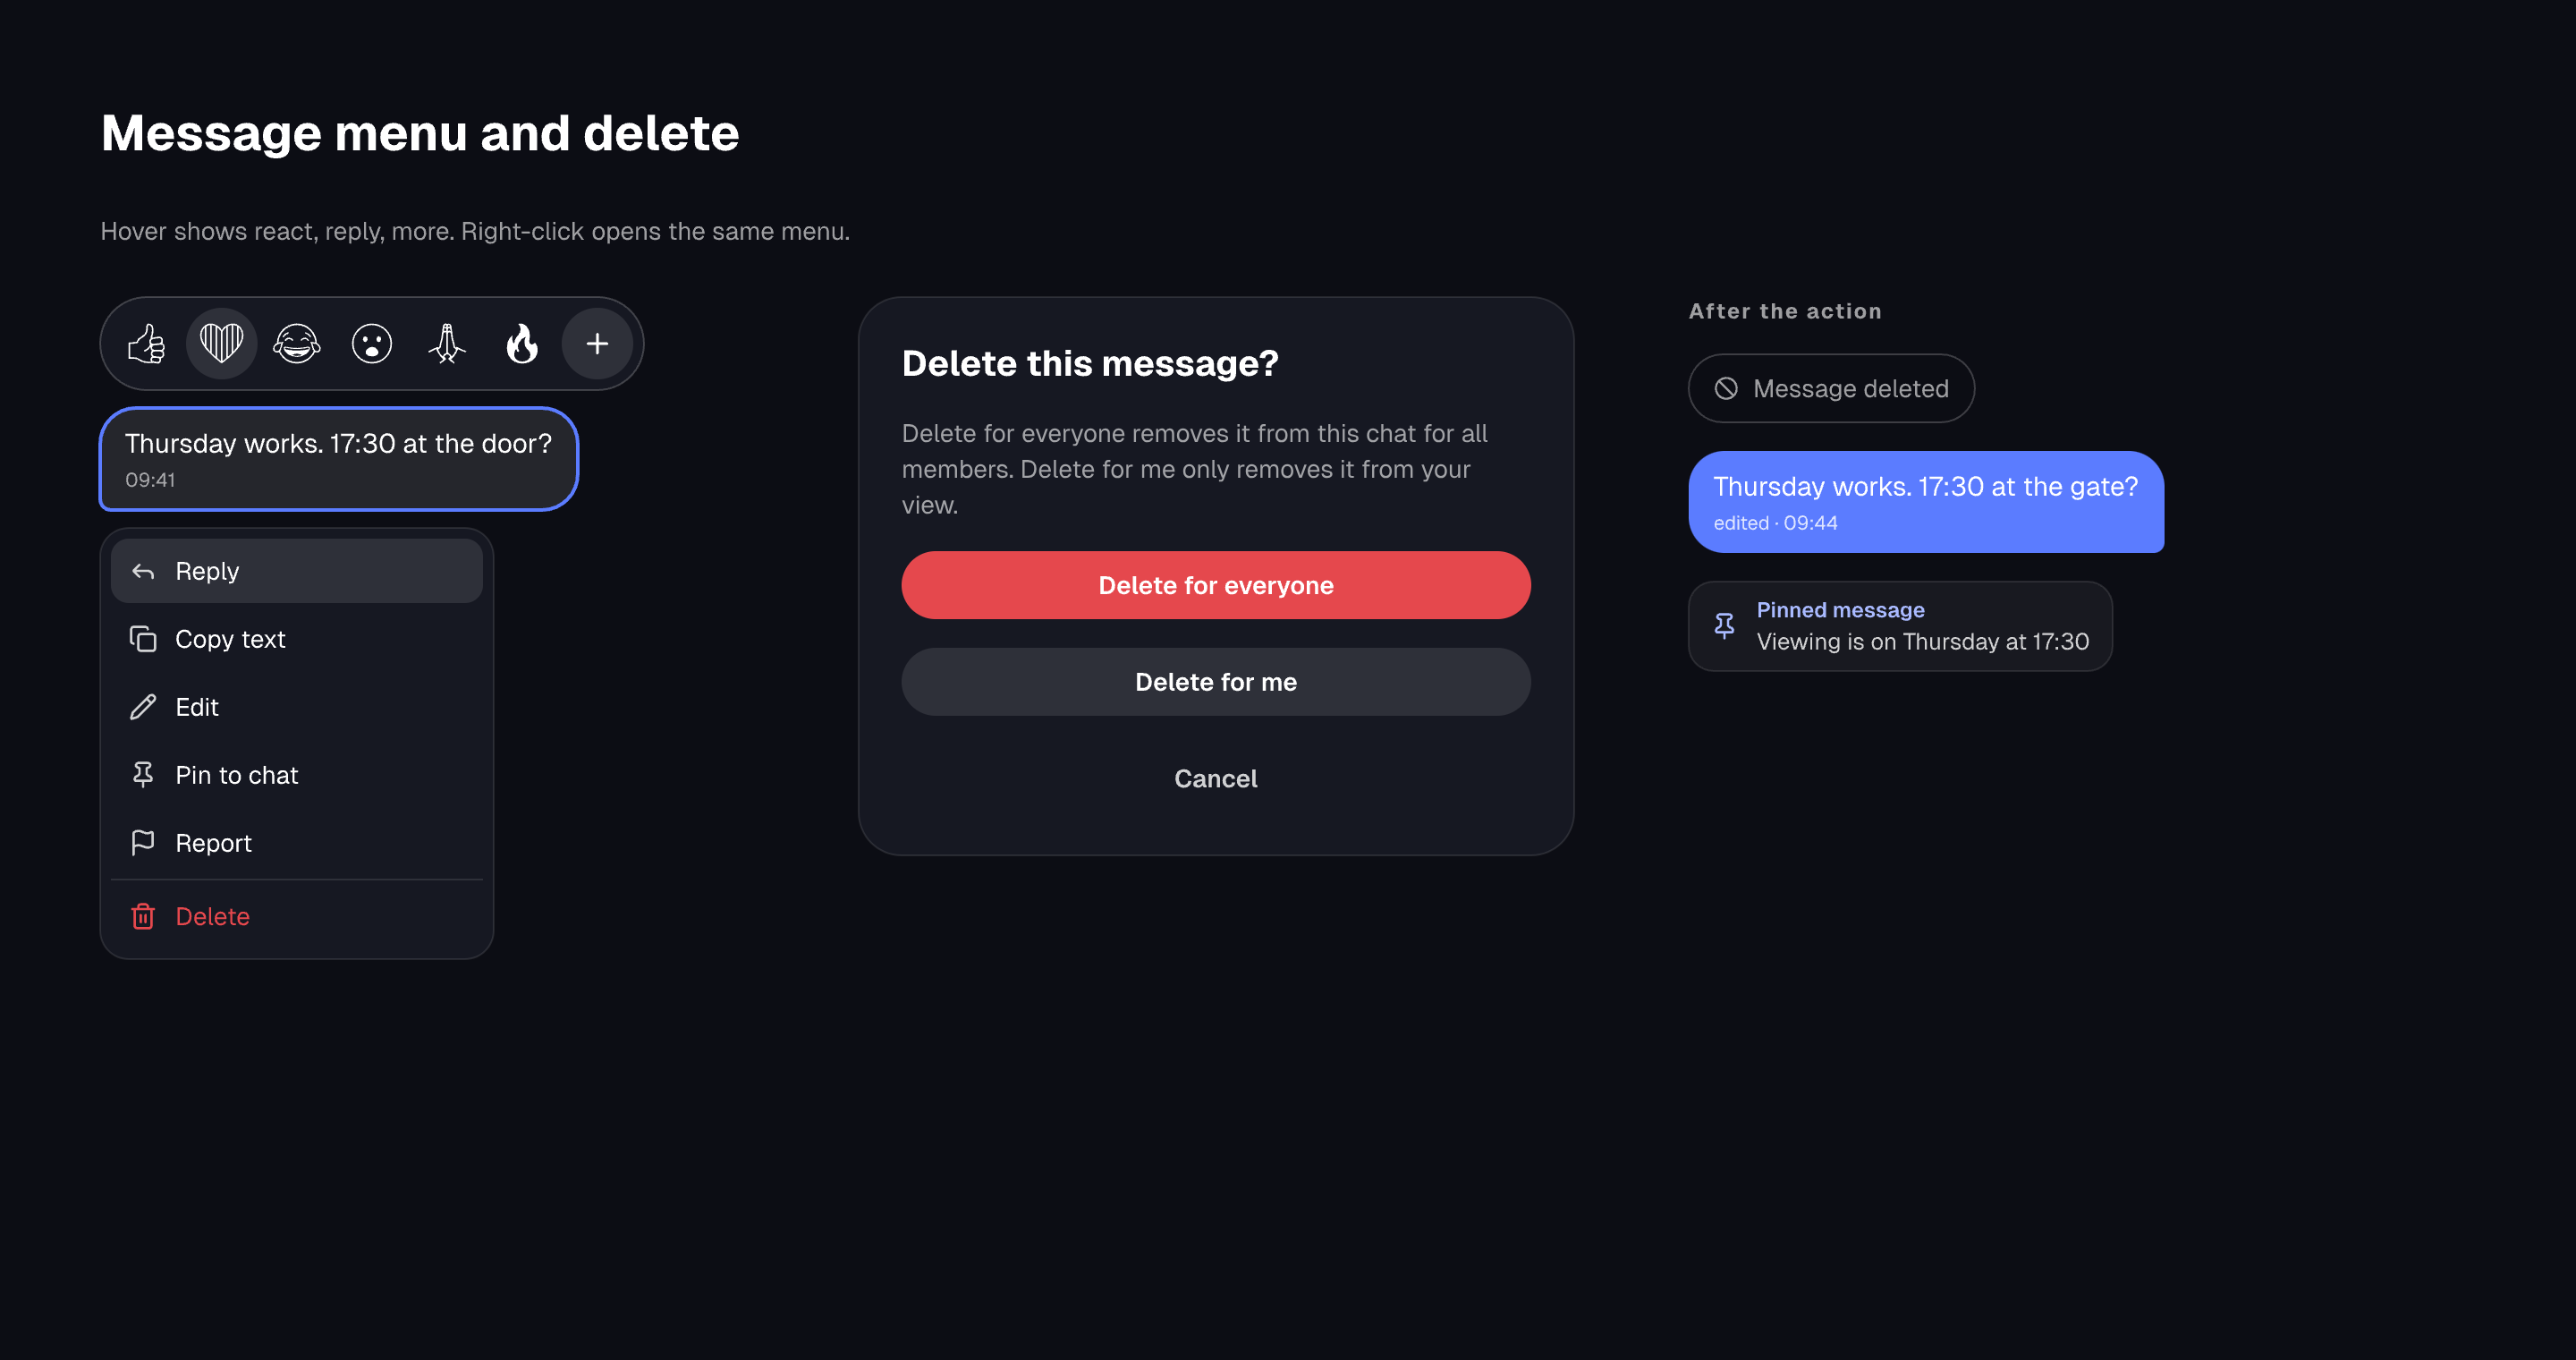 Message menu and delete
Hover shows react, reply, more. Right-click opens the same menu.
Thursday works. 17:30 at the door?
09:41
Reply
Copy text
Edit
Pin to chat
Report
Delete
Delete this message?
Delete for everyone removes it from this chat for all
members. Delete for me only removes it from your
view.
Delete for everyone
Delete for me
Cancel
After the action
Message deleted
Thursday works. 17:30 at the gate?
edited · 09:44
Pinned message
Viewing is on Thursday at 17:30